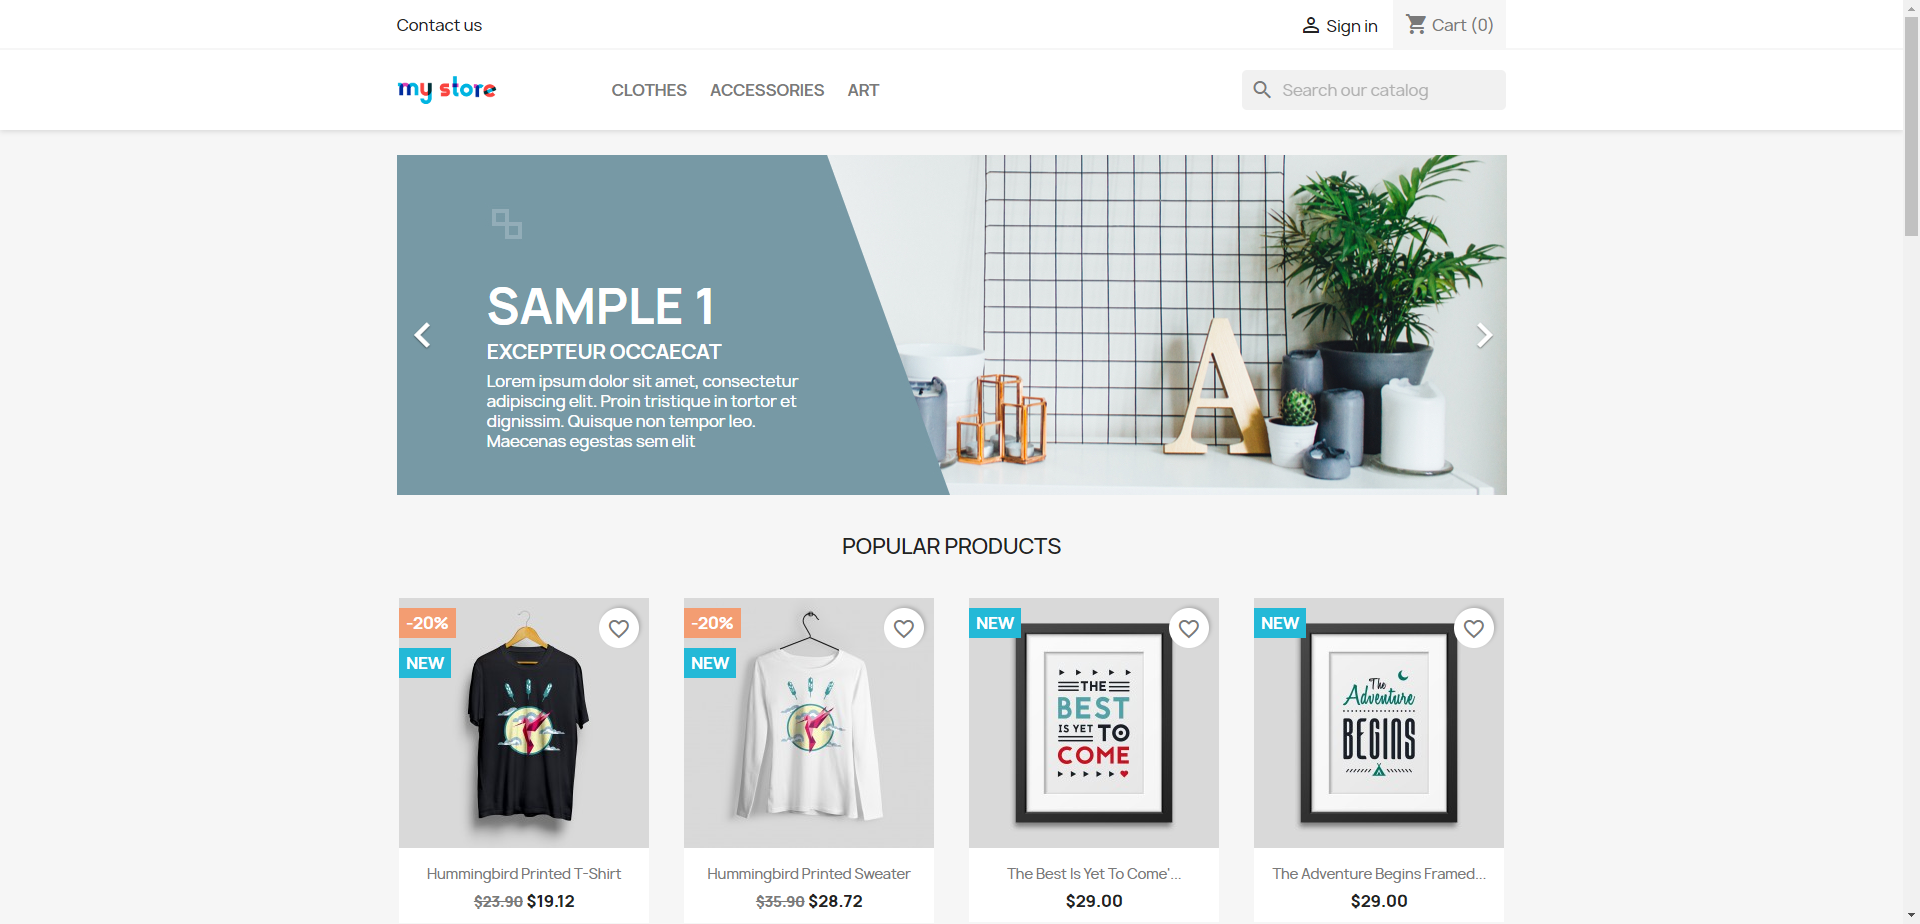 Contact us
Sign in
Cart (0)
my store
CLOTHES
ACCESSORIES
ART
Search our catalog
SAMPLE 1
EXCEPTEUR OCCAECAT
Lorem ipsum dolor sit amet, consectetur
adipiscing elit. Proin tristique in tortor et
dignissim. Quisque non tempor leo.
Maecenas egestas sem elit
A
POPULAR PRODUCTS
-20%
NEW
Hummingbird Printed T-Shirt
$23.90 $19.12
-20%
NEW
Hummingbird Printed Sweater
$35.90 $28.72
NEW
THE
BEST
IS YET TO
COME
The Best Is Yet To Come'...
$29.00
NEW
The
Adventure
BEGINS
The Adventure Begins Framed...
$29.00